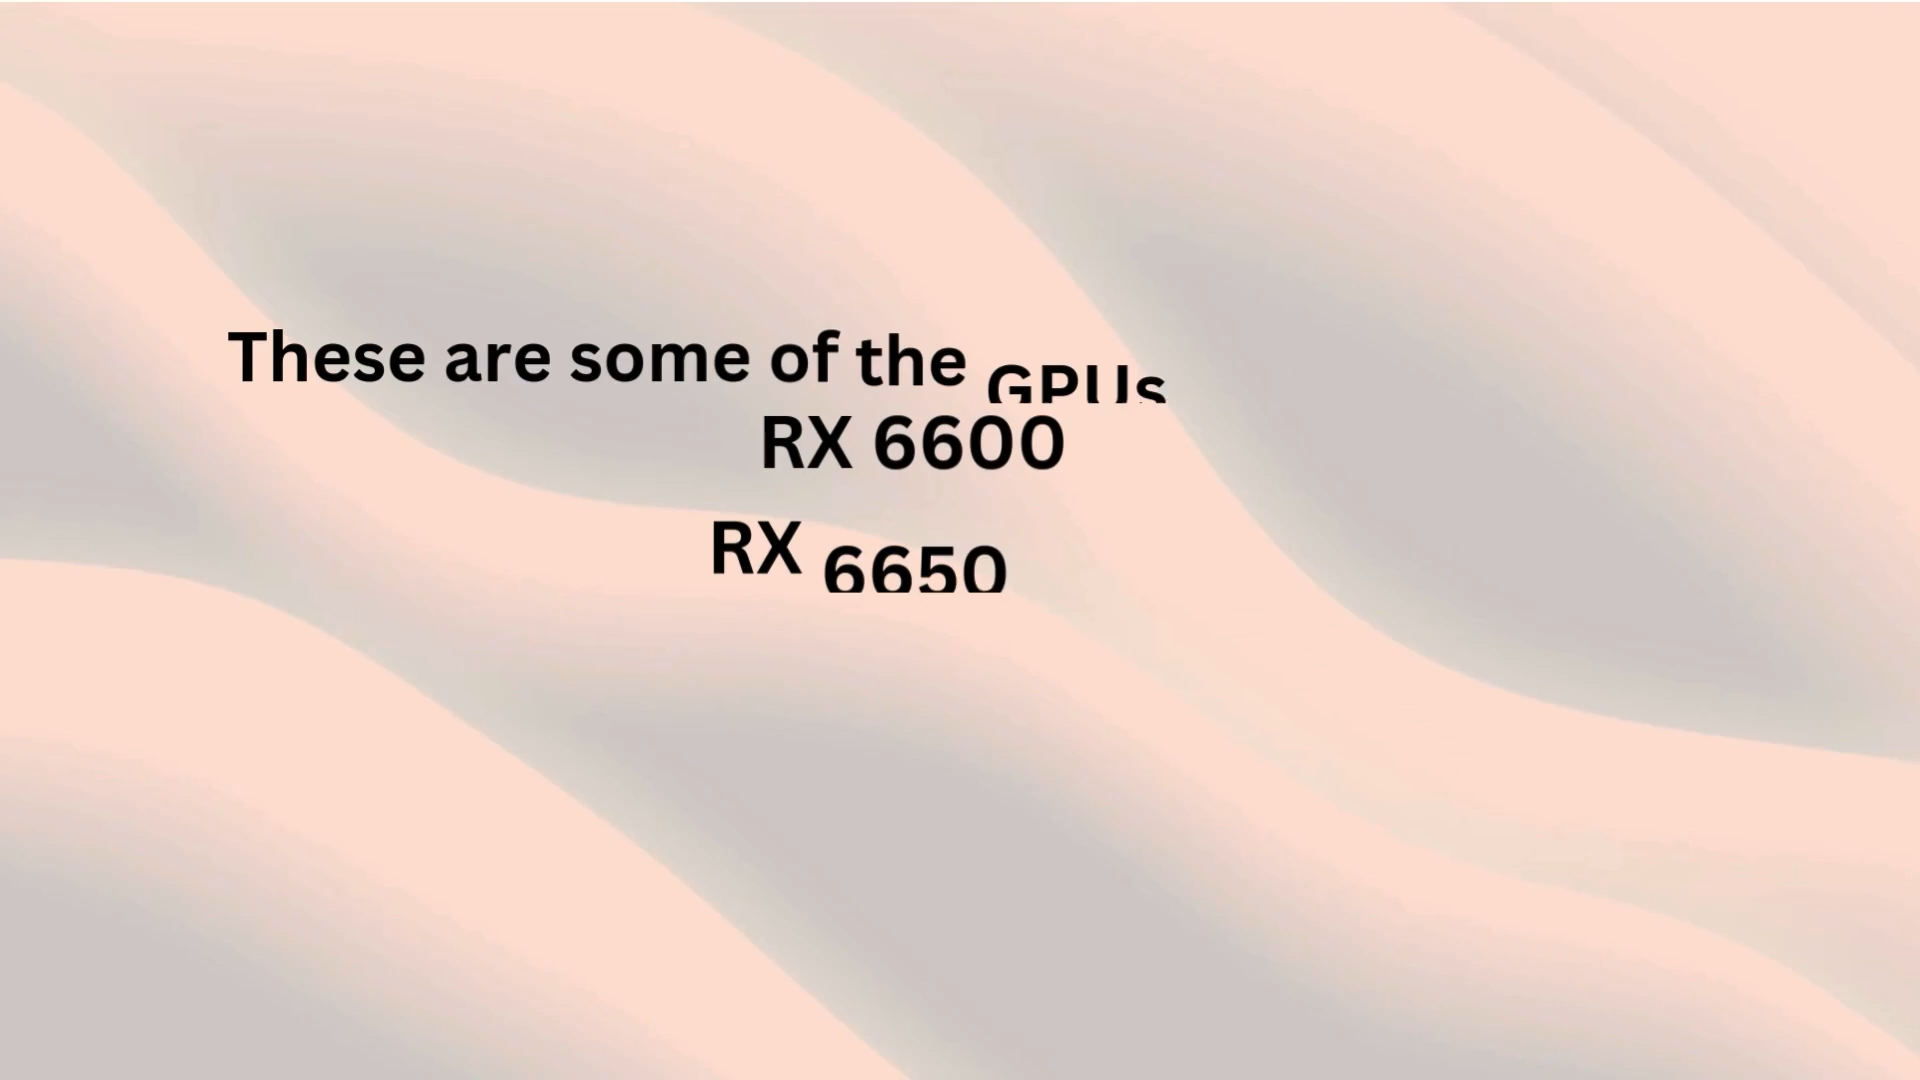 These are some of the GPUs
RX 6600
RX 6650